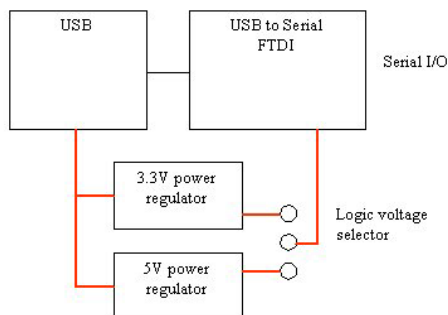 USB
USB to Serial
FTDI
Serial I/O
3.3V power
regulator
Logic voltage
selector
5V power
regulator